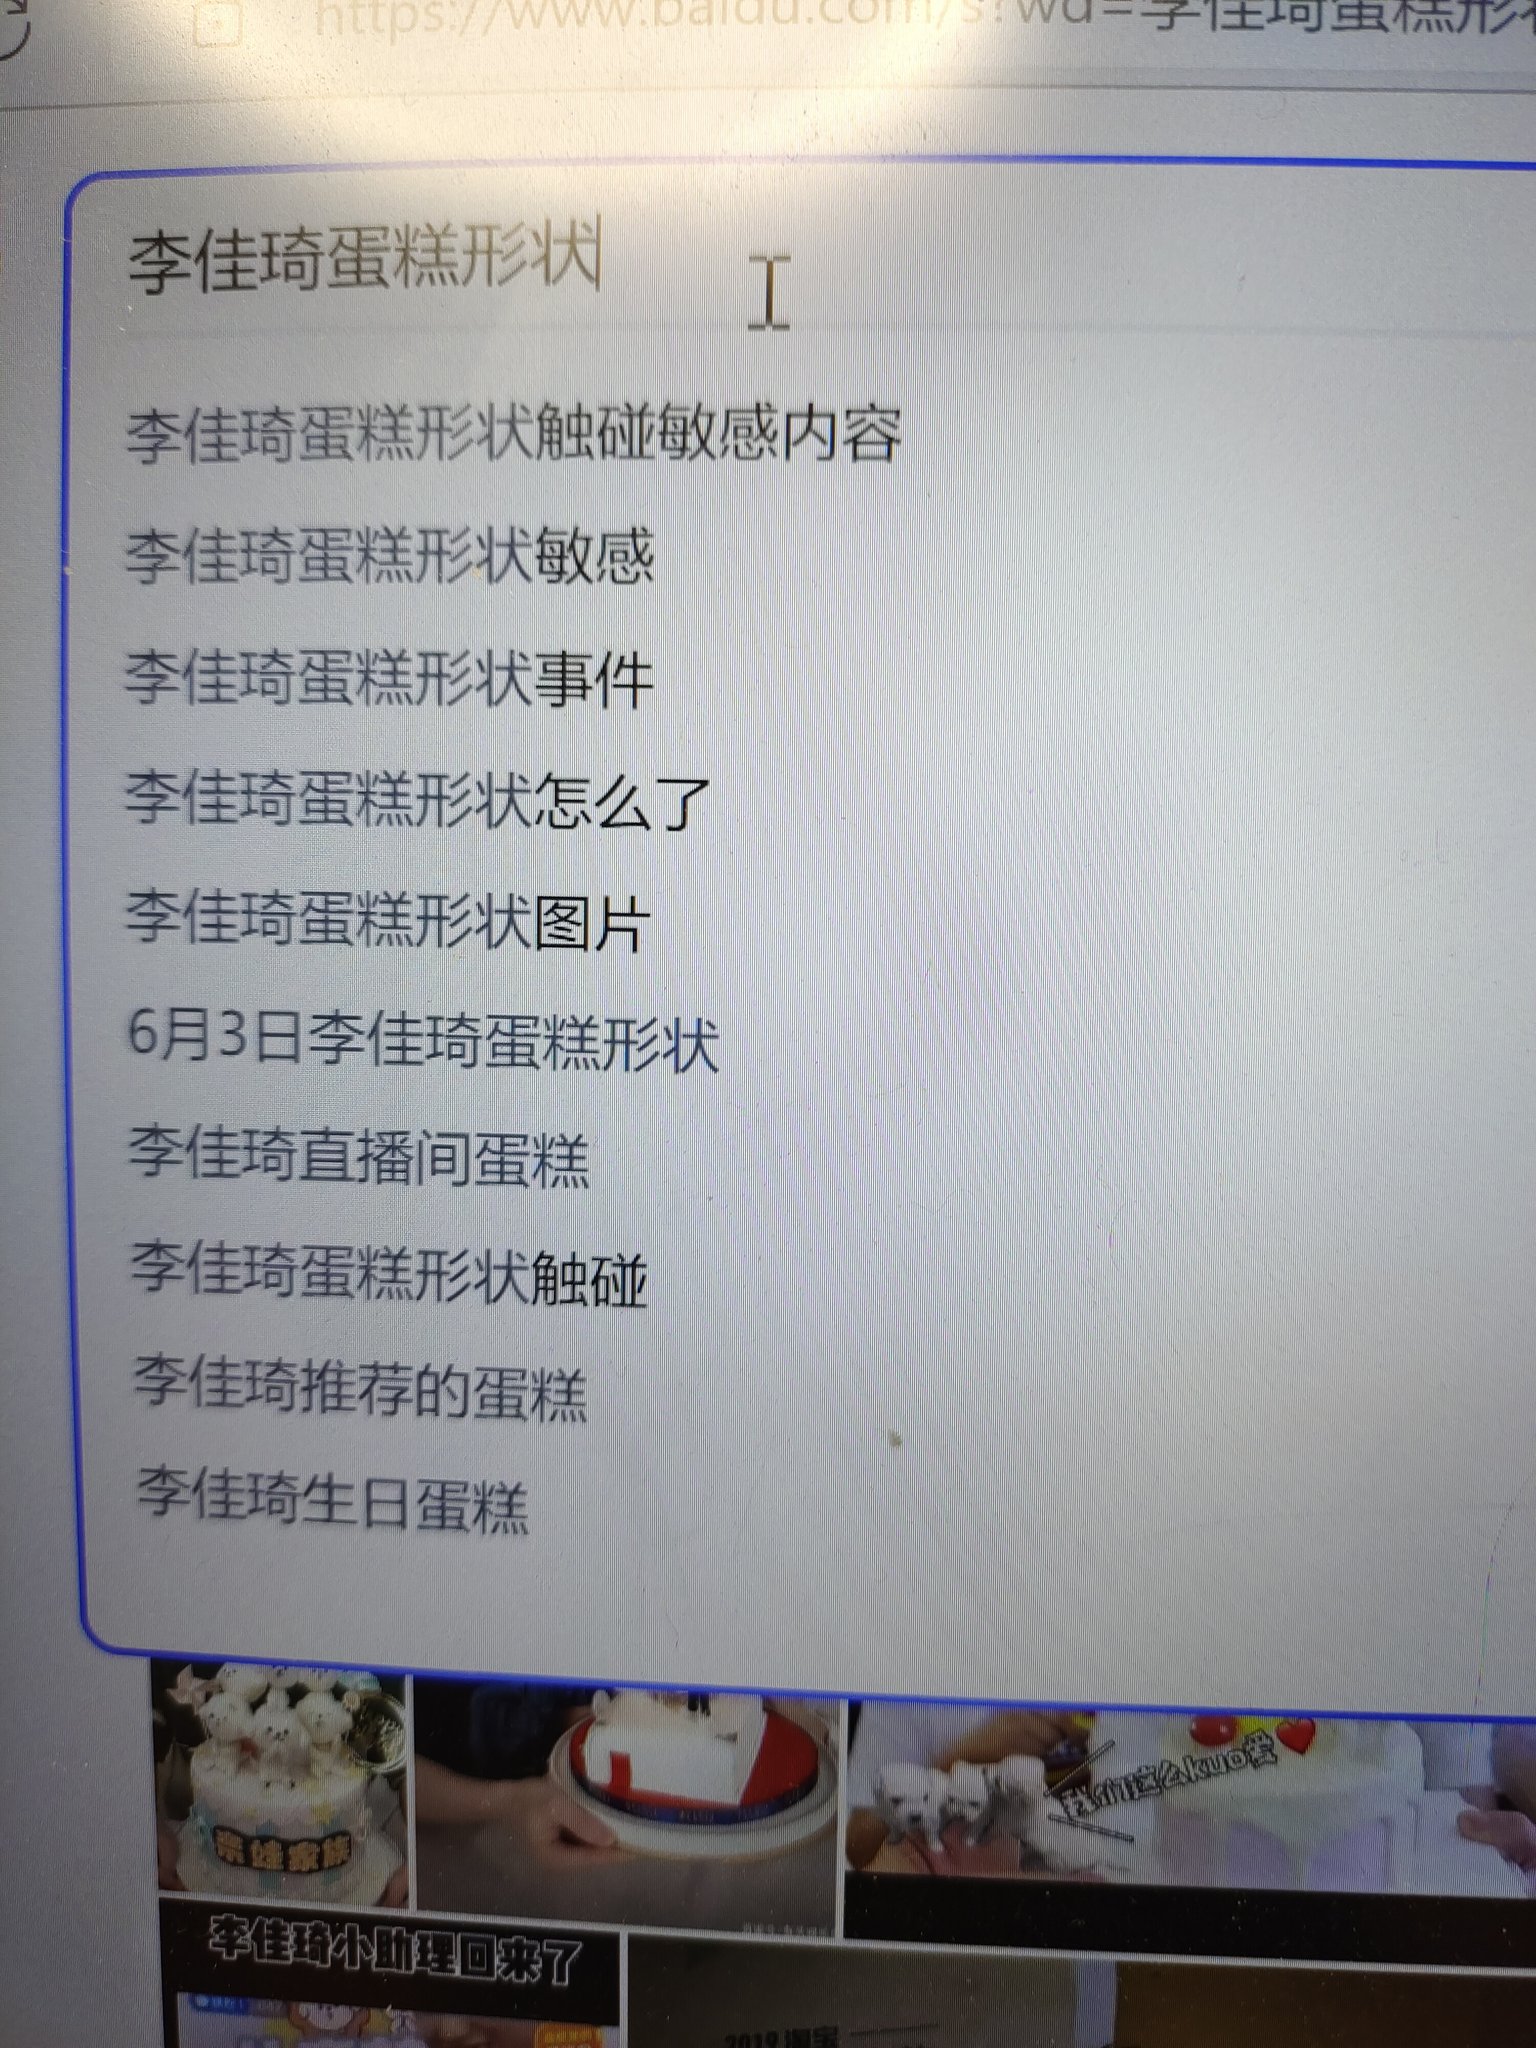 https://www.baidu.com/s?wd=李佳琦蛋糕形状
李佳琦蛋糕形状
李佳琦蛋糕形状触碰敏感内容
李佳琦蛋糕形状敏感
李佳琦蛋糕形状事件
李佳琦蛋糕形状怎么了
李佳琦蛋糕形状图片
6月3日李佳琦蛋糕形状
李佳琦直播间蛋糕
李佳琦蛋糕形状触碰
李佳琦推荐的蛋糕
李佳琦生日蛋糕
我们这么kuo爱
家族
李佳琦小助理回来了
2019 淘宝